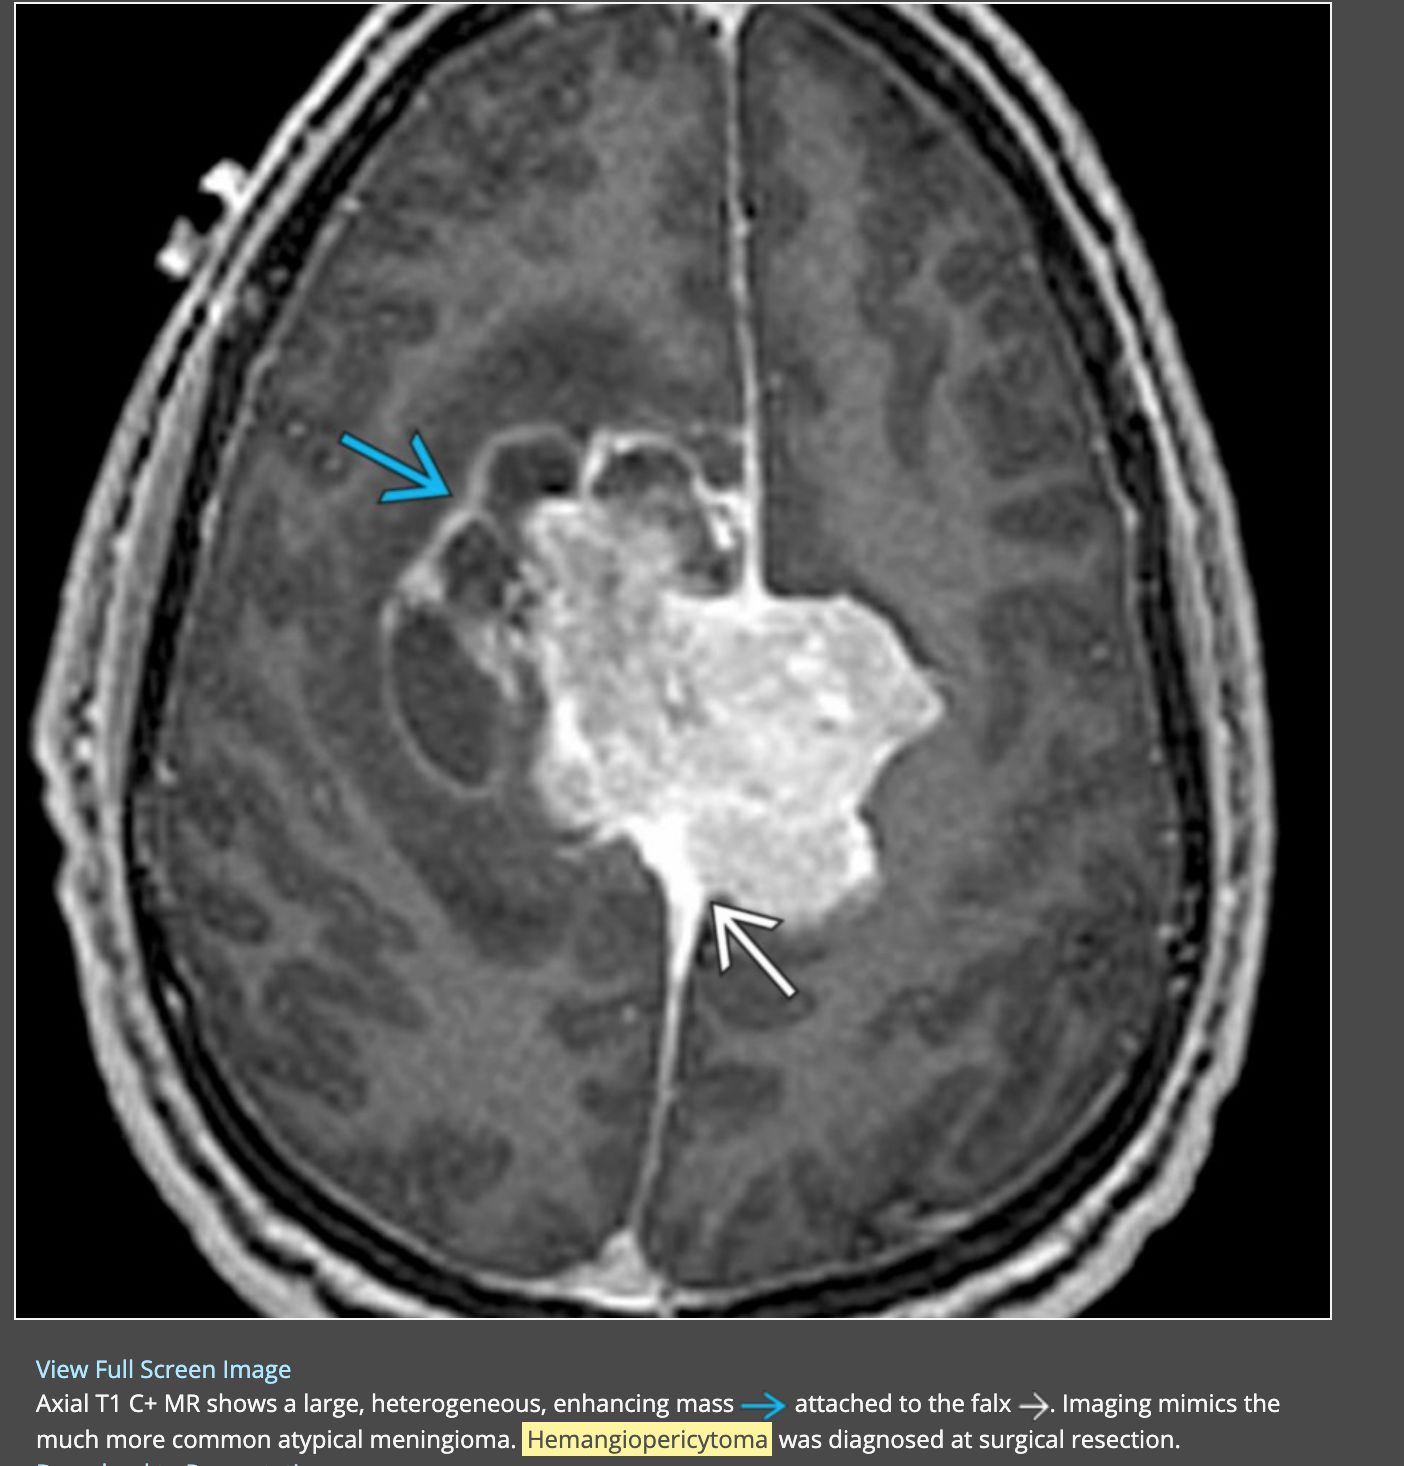 View Full Screen Image
Axial T1 C+ MR shows a large, heterogeneous, enhancing mass → attached to the falx →. Imaging mimics the
much more common atypical meningioma. Hemangiopericytoma was diagnosed at surgical resection.